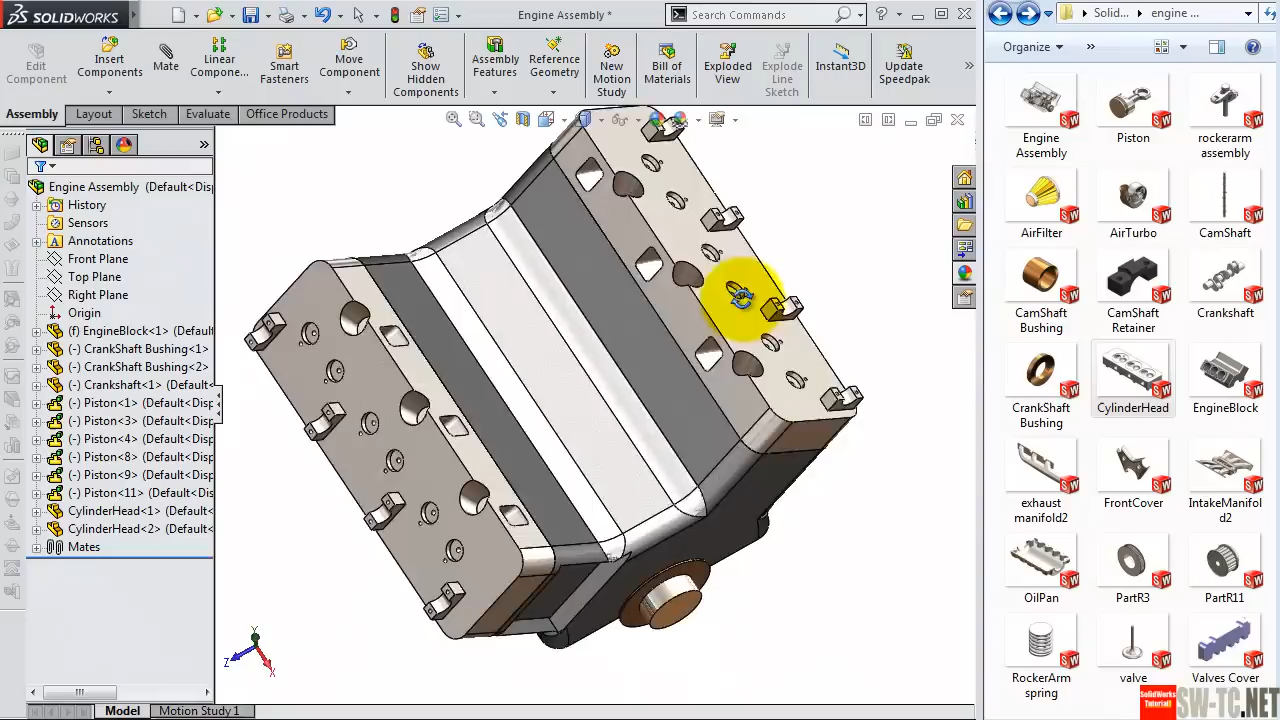 SOLIDWORKS
Engine Assembly *
Search Commands
Solid...
engine ...
Edit Component
Insert Components
Mate
Linear Compone...
Smart Fasteners
Move Component
Show Hidden Components
Assembly Features
Reference Geometry
New Motion Study
Bill of Materials
Exploded View
Explode Line Sketch
Instant3D
Update Speedpak
Organize
Assembly
Layout
Sketch
Evaluate
Office Products
Engine Assembly (Default<Disp
History
Sensors
Annotations
Front Plane
Top Plane
Right Plane
Origin
(f) EngineBlock<1> (Default
(-) CrankShaft Bushing<1>
(-) CrankShaft Bushing<2>
(-) Crankshaft<1> (Default<
(-) Piston<1> (Default<Disp
(-) Piston<3> (Default<Disp
(-) Piston<4> (Default<Disp
(-) Piston<8> (Default<Disp
(-) Piston<9> (Default<Disp
(-) Piston<11> (Default<Dis
CylinderHead<1> (Default<
CylinderHead<2> (Default<
Mates
Y
Z
X
Model
Motion Study 1
Engine Assembly
Piston
rockerarm assembly
AirFilter
AirTurbo
CamShaft
CamShaft Bushing
CamShaft Retainer
Crankshaft
CrankShaft Bushing
CylinderHead
EngineBlock
exhaust manifold2
FrontCover
IntakeManifold2
OilPan
PartR3
PartR11
RockerArm spring
valve
Valves Cover
SolidWorks Tutorial!
SW-TC.NET